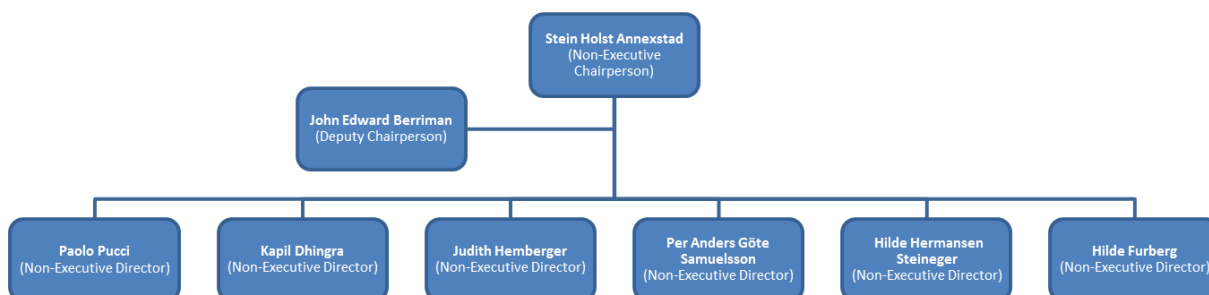 Stein Holst Annexstad
(Non-Executive
Chairperson)
John Edward Berriman
(Deputy Chairperson)
Paolo Pucci
(Non-Executive Director)
Kapil Dhingra
(Non-Executive Director)
Judith Hemberger
(Non-Executive Director)
Per Anders Göte
Samuelsson
(Non-Executive Director)
Hilde Hermansen
Steineger
(Non-Executive Director)
Hilde Furberg
(Non-Executive Director)